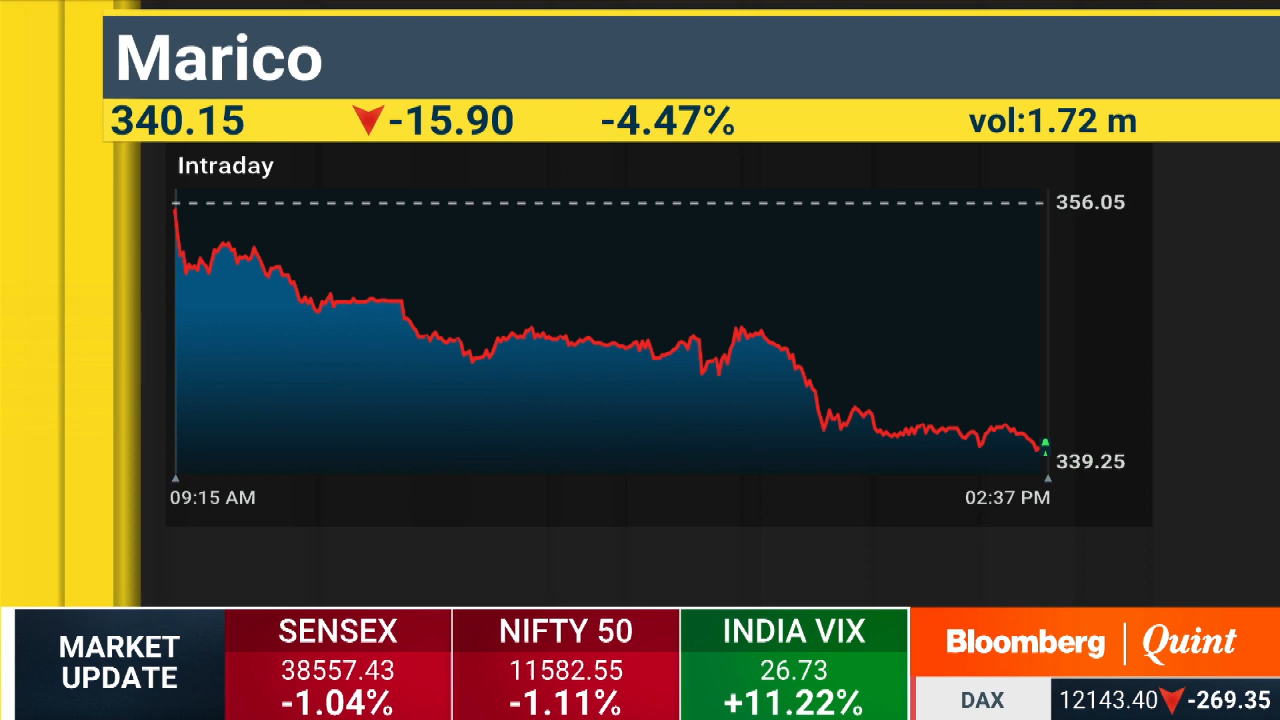 Marico
340.15 -15.90 -4.47% vol:1.72 m
Intraday
356.05
339.25
09:15 AM 02:37 PM
MARKET
UPDATE
SENSEX
38557.43
-1.04%
NIFTY 50
11582.55
-1.11%
INDIA VIX
26.73
+11.22%
Bloomberg | Quint
DAX 12143.40 -269.35